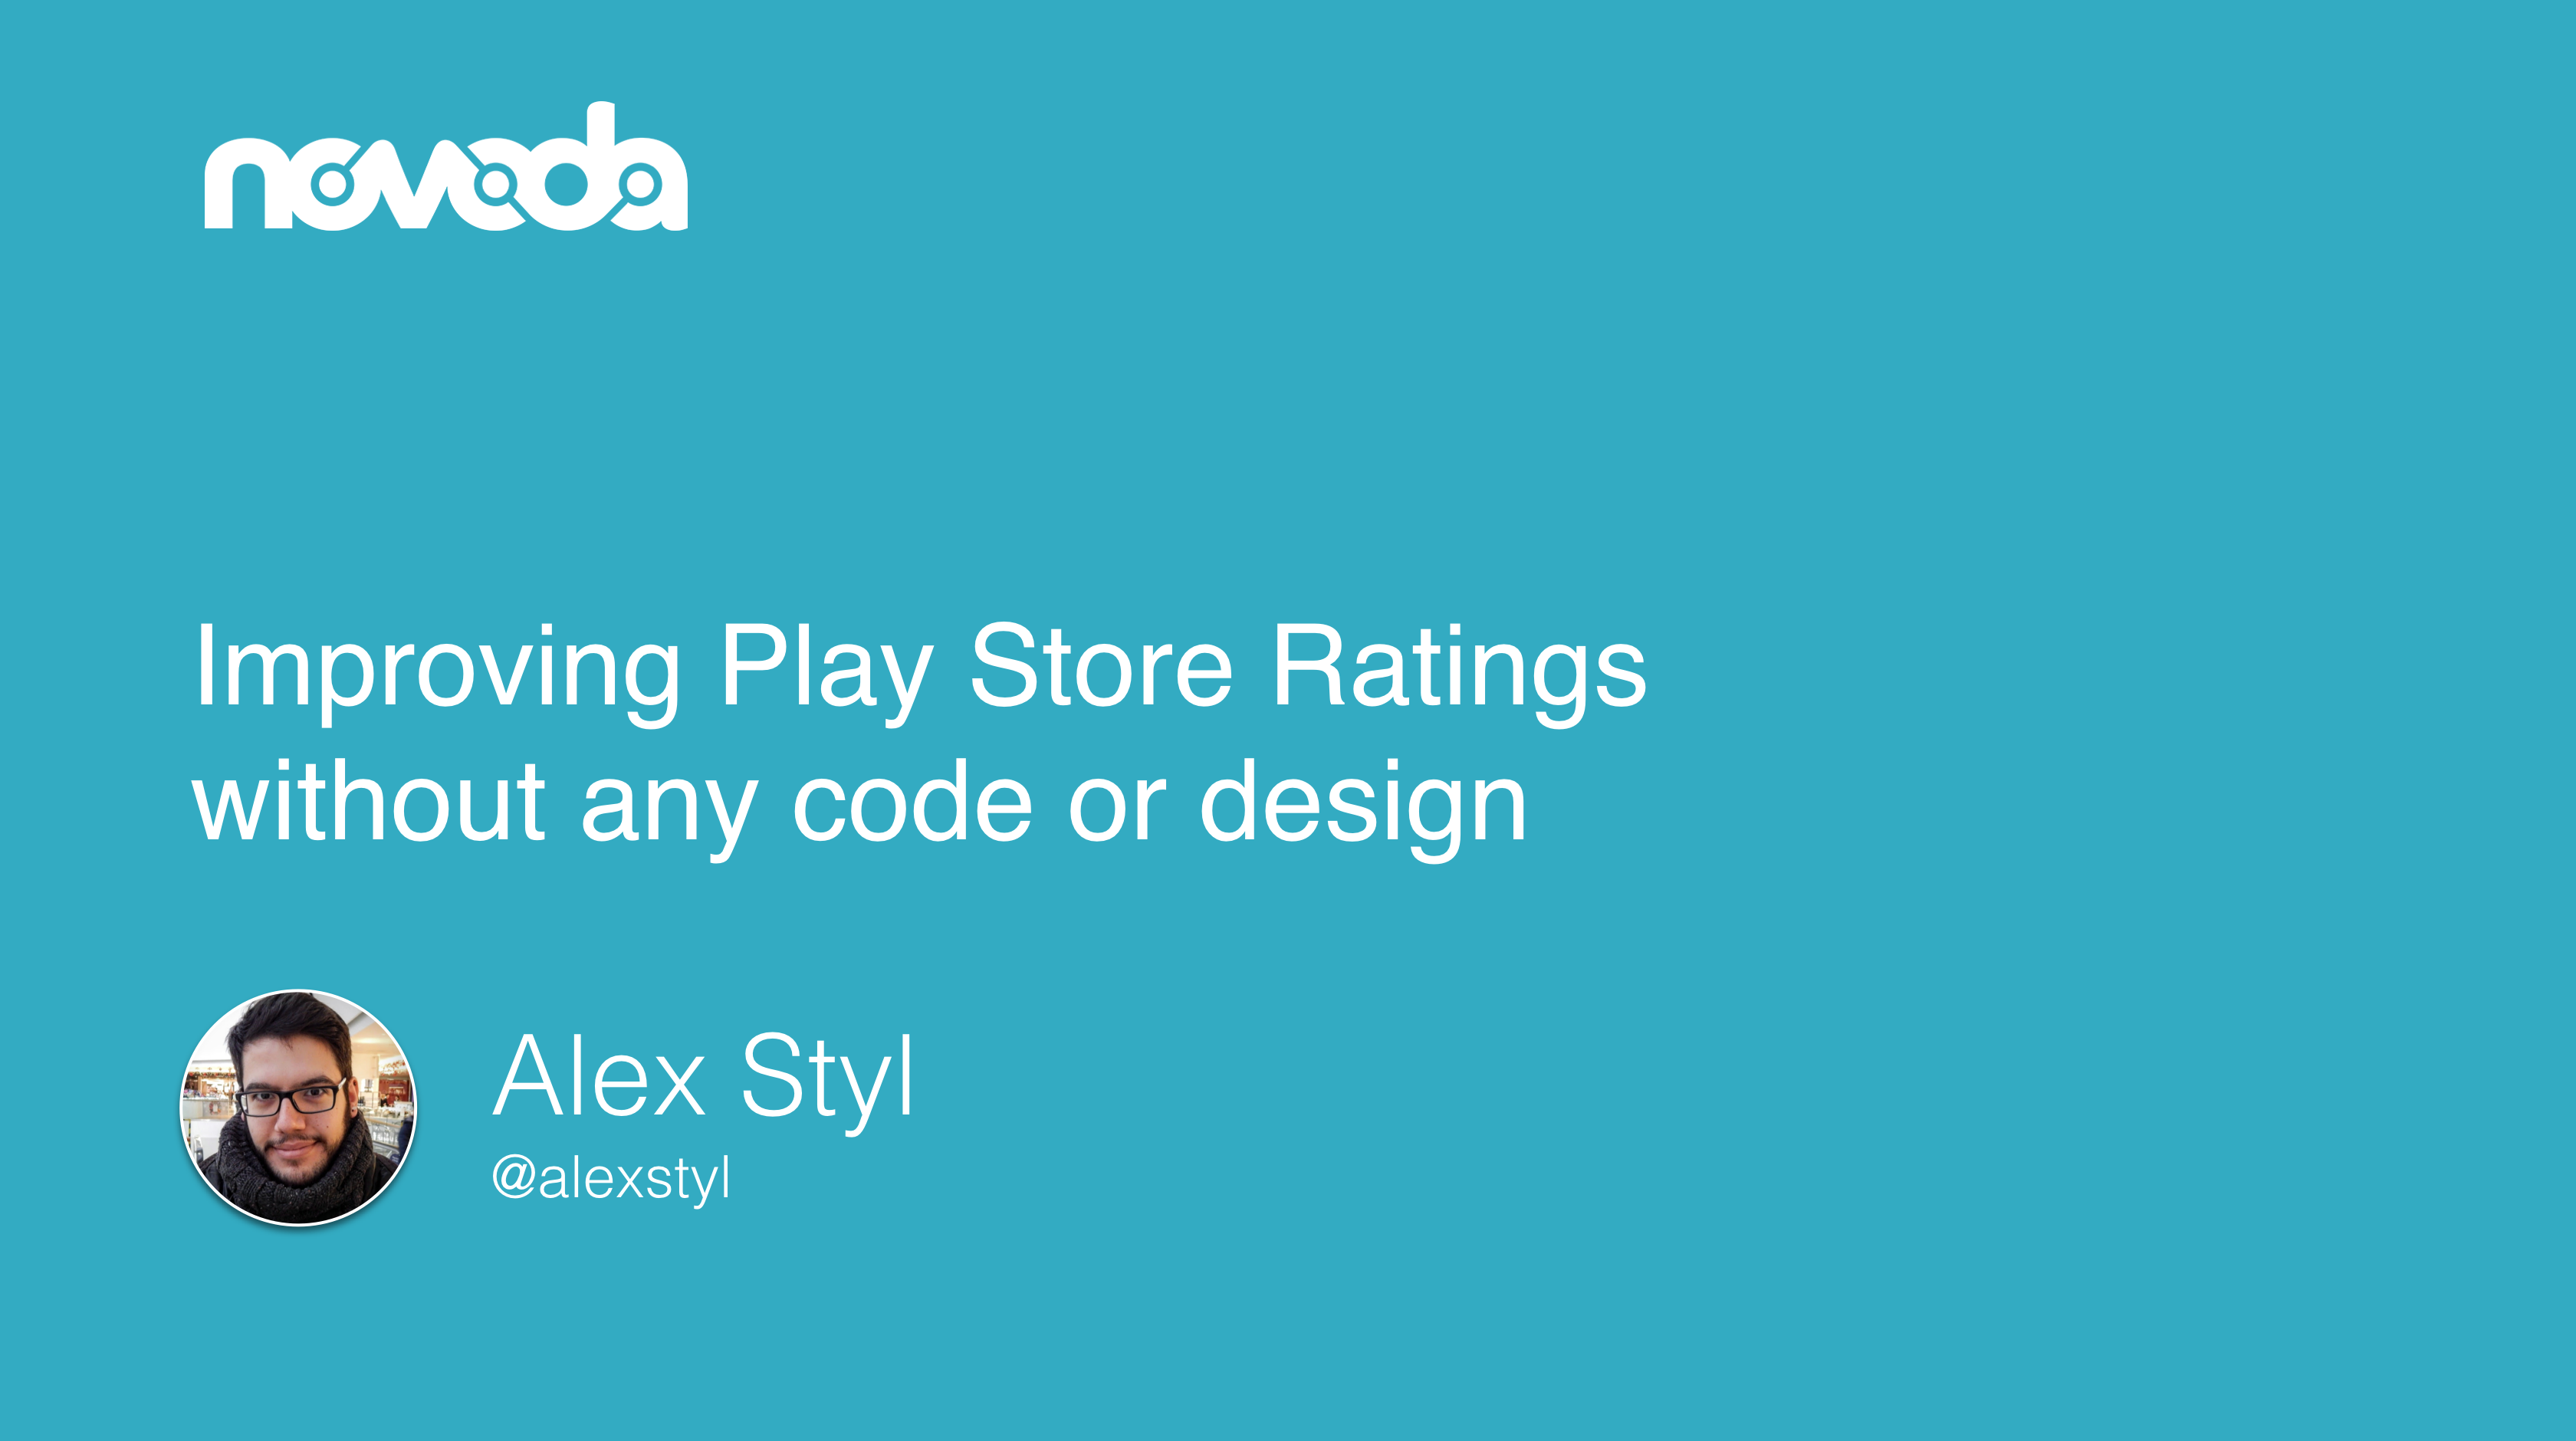 novoda
Improving Play Store Ratings
without any code or design
Alex Styl
@alexstyl